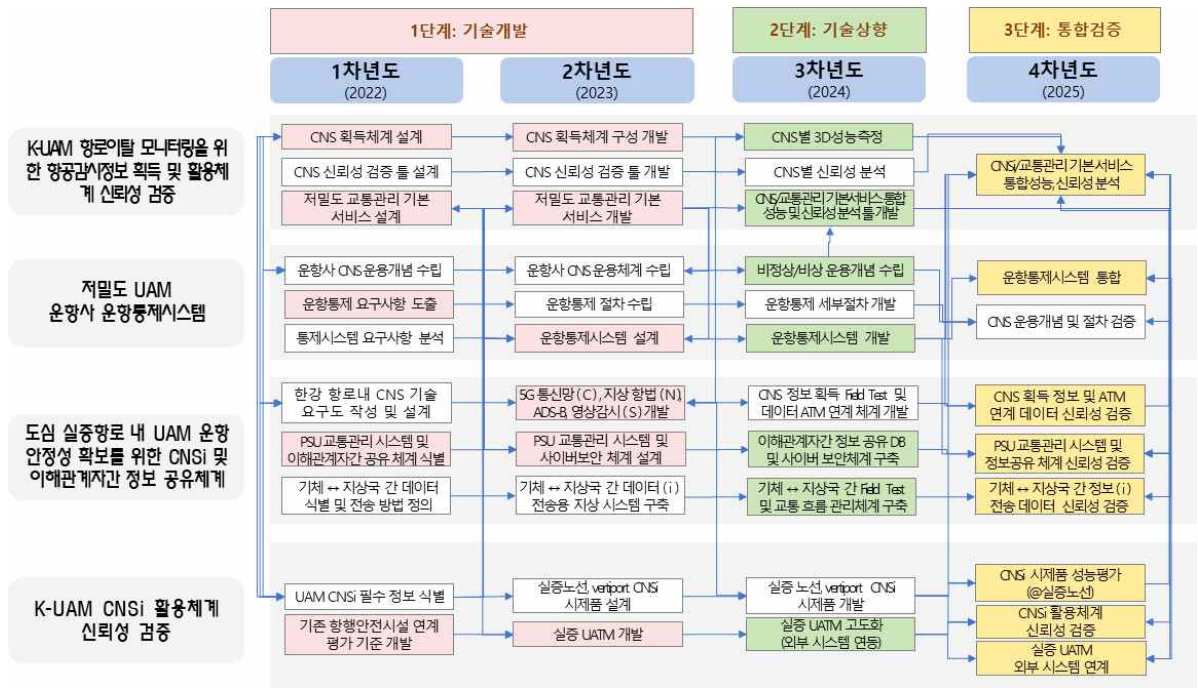 1단계: 기술개발
2단계: 기술상향
3단계: 통합검증
1차년도
(2022)
2차년도
(2023)
3차년도
(2024)
4차년도
(2025)
K-UAM 항로이탈 모니터링을 위
한 항공감시정보 획득 및 활용체
계 신뢰성 검증
CNS 획득체계 설계
CNS 획득체계 구성 개발
CNS별 3D성능측정
CNS 신뢰성 검증 툴 설계
CNS 신뢰성 검증 툴 개발
CNS별 신뢰성 분석
CNSi/교통관리 기본서비스
통합성능,신뢰성 분석
저밀도 교통관리 기본
서비스 설계
저밀도 교통관리 기본
서비스 개발
CNS/교통관리기본서비스통합
성능 및 신뢰성 분석 툴 개발
저밀도 UAM
운항사 운항통제시스템
운항사 CNS 운용개념 수립
운항사 CNS 운용체계 수립
비정상/비상 운용개념 수립
운항통제시스템 통합
운항통제 요구사항 도출
운항통제 절차 수립
운항통제 세부절차 개발
CNS 운용개념 및 절차 검증
통제시스템 요구사항 분석
운항통제시스템 설계
운항통제시스템 개발
도심 실증항로 내 UAM 운항
안정성 확보를 위한 CNSi 및
이해관계자간 정보 공유체계
한강 항로내 CNS 기술
요구도 작성 및 설계
5G 통신망(C), 지상 항법(N),
ADS-B, 영상감시(S) 개발
CNS 정보 획득 Field Test 및
데이터 ATM 연계 체계 개발
CNS 획득 정보 및 ATM
연계 데이터 신뢰성 검증
PSU교통관리 시스템 및
이해관계자간 공유 체계 식별
PSU 교통관리 시스템 및
사이버보안 체계 설계
이해관계자간 정보 공유 DB
및 사이버 보안체계 구축
PSU교통관리 시스템 및
정보공유 체계 신뢰성 검증
기체 ↔ 지상국 간 데이터
식별 및 전송 방법 정의
기체 ↔ 지상국 간 데이터(i)
전송용 지상 시스템 구축
기체 ↔ 지상국 간 Field Test
및 교통 흐름 관리체계 구축
기체 ↔ 지상국 간 정보(i)
전송 데이터 신뢰성 검증
K-UAM CNSi 활용체계
신뢰성 검증
UAM CNSi 필수 정보 식별
실증노선, vertiport CNSi
시제품 설계
실증 노선, vertiport CNSi
시제품 개발
CNSi 시제품 성능평가
(@실증노선)
기존 항행안전시설 연계
평가 기준 개발
실증 UATM 개발
실증 UATM 고도화
(외부 시스템 연동)
CNSi 활용체계
신뢰성 검증
실증 UATM
외부 시스템 연계